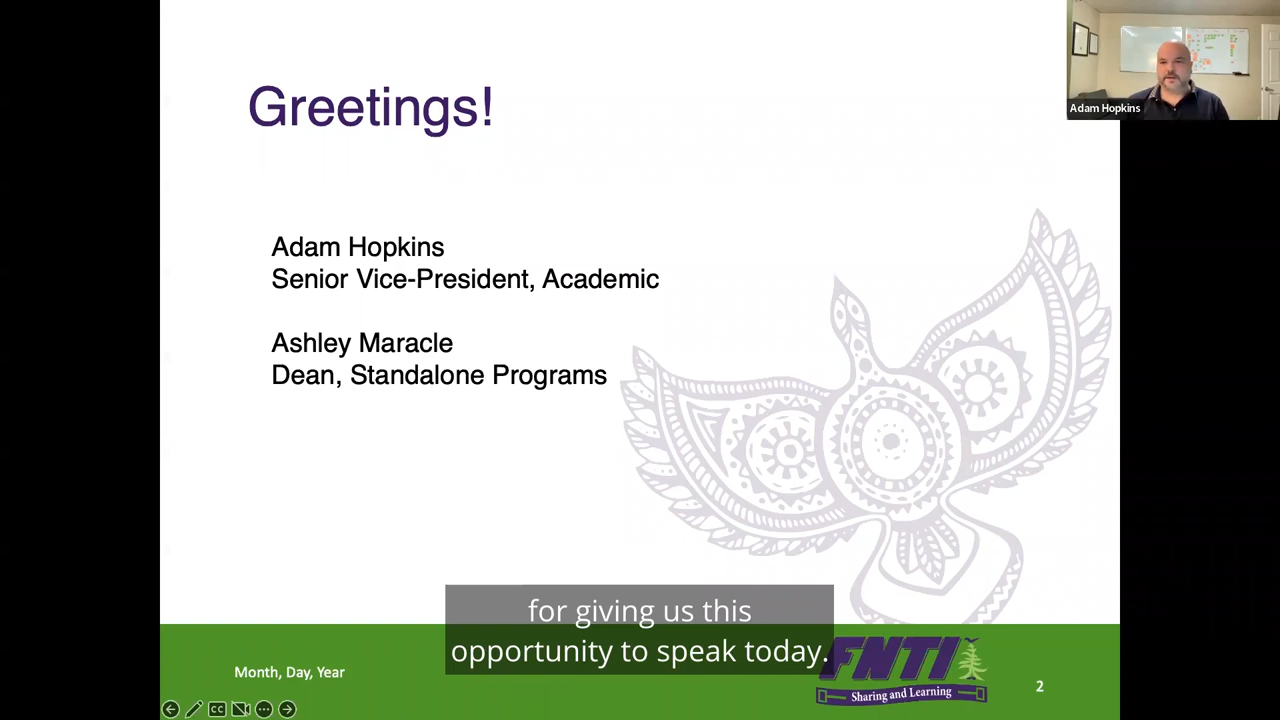 Greetings!
Adam Hopkins
Adam Hopkins
Senior Vice-President, Academic
Ashley Maracle
Dean, Standalone Programs
for giving us this
opportunity to speak today.
FNTI
Sharing and Learning
Month, Day, Year
2
CC